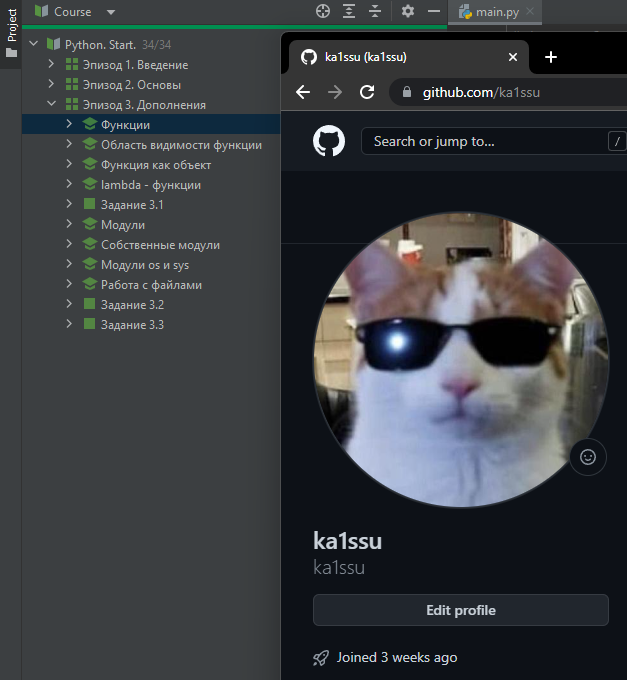 Project
Course
main.py
Python. Start. 34/34
Эпизод 1. Введение
Эпизод 2. Основы
Эпизод 3. Дополнения
Функции
Область видимости функции
Функция как объект
lambda - функции
Задание 3.1
Модули
Собственные модули
Модули os и sys
Работа с файлами
Задание 3.2
Задание 3.3
ka1ssu (ka1ssu)
github.com/ka1ssu
Search or jump to... /
ka1ssu
ka1ssu
Edit profile
Joined 3 weeks ago